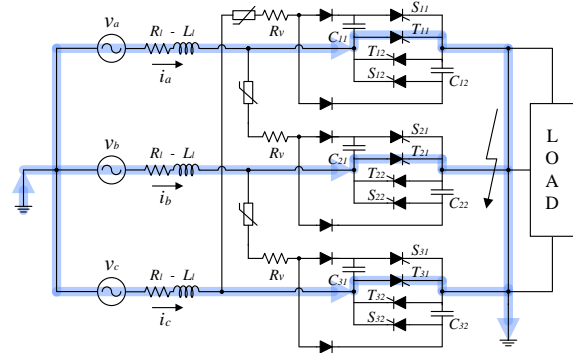 S11
va
Rl - Ll
Rv
C11
T11
T12
S12
C12
ia
S21
vb
Rl - Ll
Rv
C21
T21
T22
S22
C22
ib
LOAD
S31
vc
Rl - Ll
Rv
C31
T31
T32
S32
C32
ic